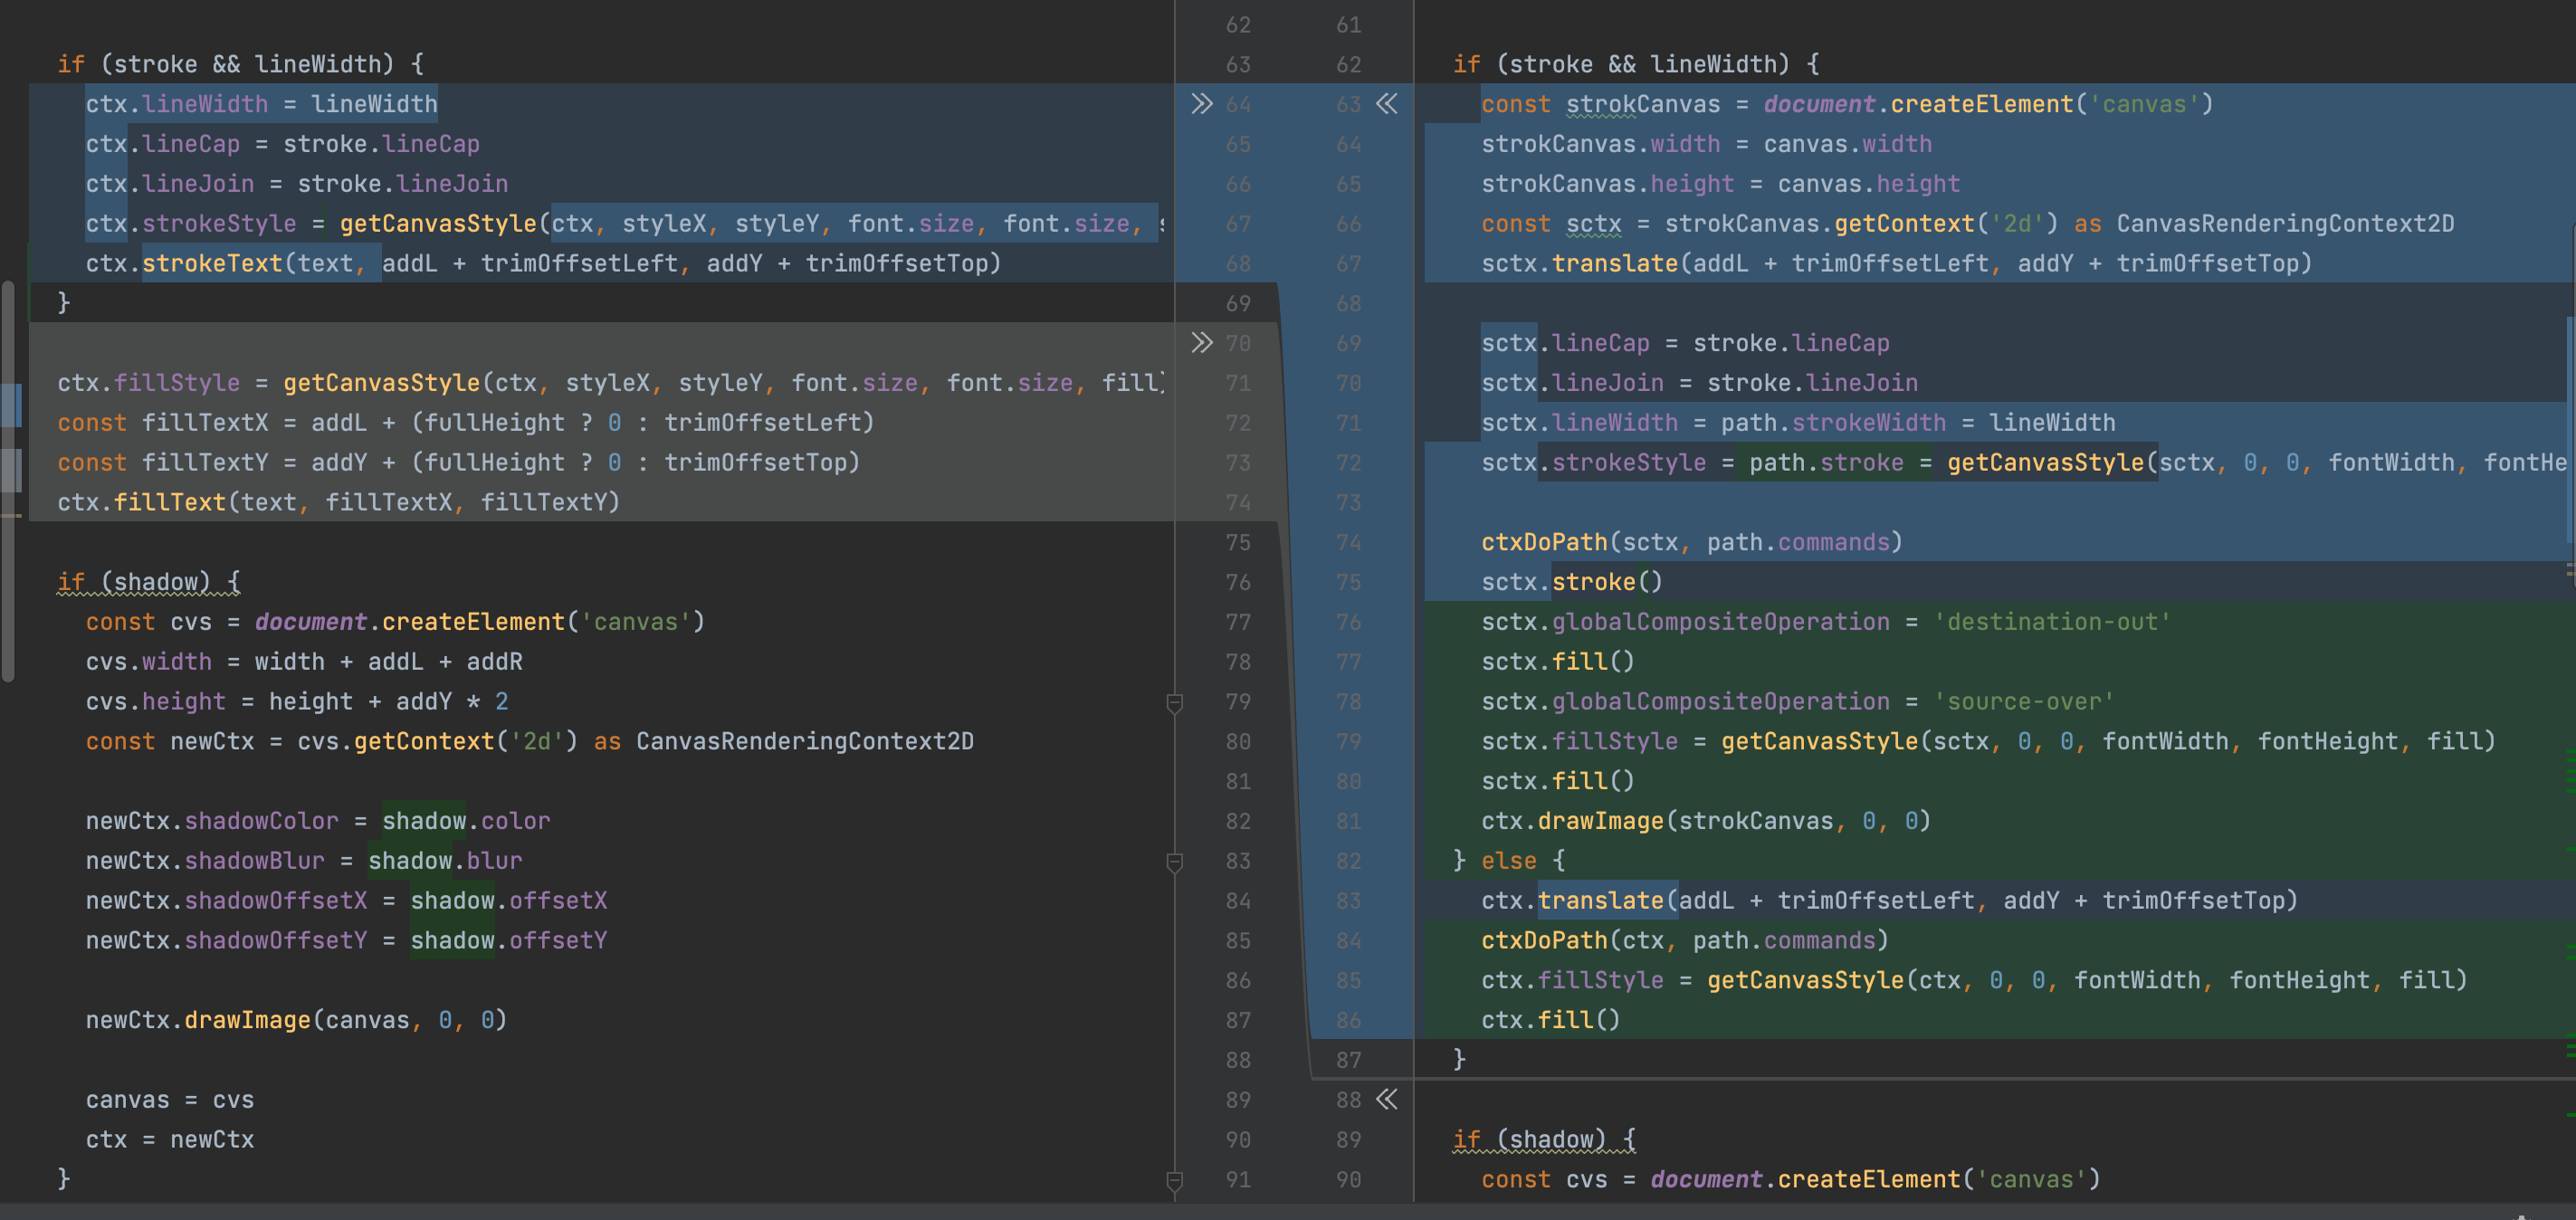 if (stroke && lineWidth) {
ctx.lineWidth = lineWidth
ctx.lineCap = stroke.lineCap
ctx.lineJoin = stroke.lineJoin
ctx.strokeStyle = getCanvasStyle(ctx, styleX, styleY, font.size, font.size,
ctx.strokeText(text, addL + trimOffsetLeft, addY + trimOffsetTop)
}
ctx.fillStyle = getCanvasStyle(ctx, styleX, styleY, font.size, font.size, fill)
const fillTextX = addL + (fullHeight ? 0 : trimOffsetLeft)
const fillTextY = addY + (fullHeight ? 0 : trimOffsetTop)
ctx.fillText(text, fillTextX, fillTextY)
if (shadow) {
const cvs = document.createElement('canvas')
cvs.width = width + addL + addR
cvs.height = height + addY * 2
const newCtx = cvs.getContext('2d') as CanvasRenderingContext2D
newCtx.shadowColor = shadow.color
newCtx.shadowBlur = shadow.blur
newCtx.shadowOffsetX = shadow.offsetX
newCtx.shadowOffsetY = shadow.offsetY
newCtx.drawImage(canvas, 0, 0)
canvas = cvs
ctx = newCtx
}
62 61
63 62
64 63
65 64
66 65
67 66
68 67
69 68
70 69
71 70
72 71
73 72
74 73
75 74
76 75
77 76
78 77
79 78
80 79
81 80
82 81
83 82
84 83
85 84
86 85
87 86
88 87
89 88
90 89
91 90
if (stroke && lineWidth) {
const strokCanvas = document.createElement('canvas')
strokCanvas.width = canvas.width
strokCanvas.height = canvas.height
const sctx = strokCanvas.getContext('2d') as CanvasRenderingContext2D
sctx.translate(addL + trimOffsetLeft, addY + trimOffsetTop)
sctx.lineCap = stroke.lineCap
sctx.lineJoin = stroke.lineJoin
sctx.lineWidth = path.strokeWidth = lineWidth
sctx.strokeStyle = path.stroke = getCanvasStyle(sctx, 0, 0, fontWidth, fontHe
ctxDoPath(sctx, path.commands)
sctx.stroke()
sctx.globalCompositeOperation = 'destination-out'
sctx.fill()
sctx.globalCompositeOperation = 'source-over'
sctx.fillStyle = getCanvasStyle(sctx, 0, 0, fontWidth, fontHeight, fill)
sctx.fill()
ctx.drawImage(strokCanvas, 0, 0)
} else {
ctx.translate(addL + trimOffsetLeft, addY + trimOffsetTop)
ctxDoPath(ctx, path.commands)
ctx.fillStyle = getCanvasStyle(ctx, 0, 0, fontWidth, fontHeight, fill)
ctx.fill()
}
if (shadow) {
const cvs = document.createElement('canvas')